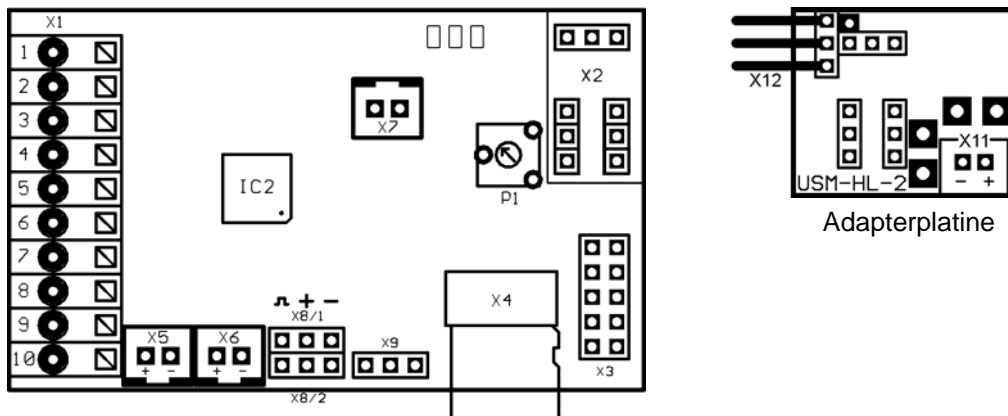 X1
1
2
3
4
5
6
7
8
9
10
IC2
X7
P1
X2
X5
+ -
X6
+ -
⎍ + -
X8/1
X8/2
X9
X4
X3
X12
X11
- +
USM-HL-2
Adapterplatine